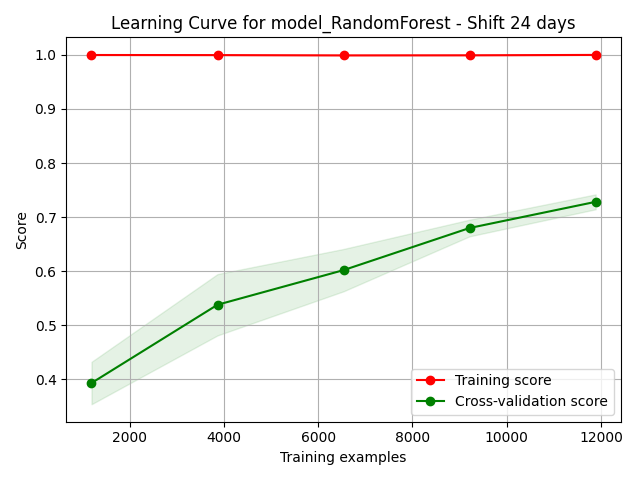 Learning Curve for model_RandomForest - Shift 24 days
Score
1.0
0.9
0.8
0.7
0.6
0.5
0.4
Training score
Cross-validation score
2000 4000 6000 8000 10000 12000
Training examples